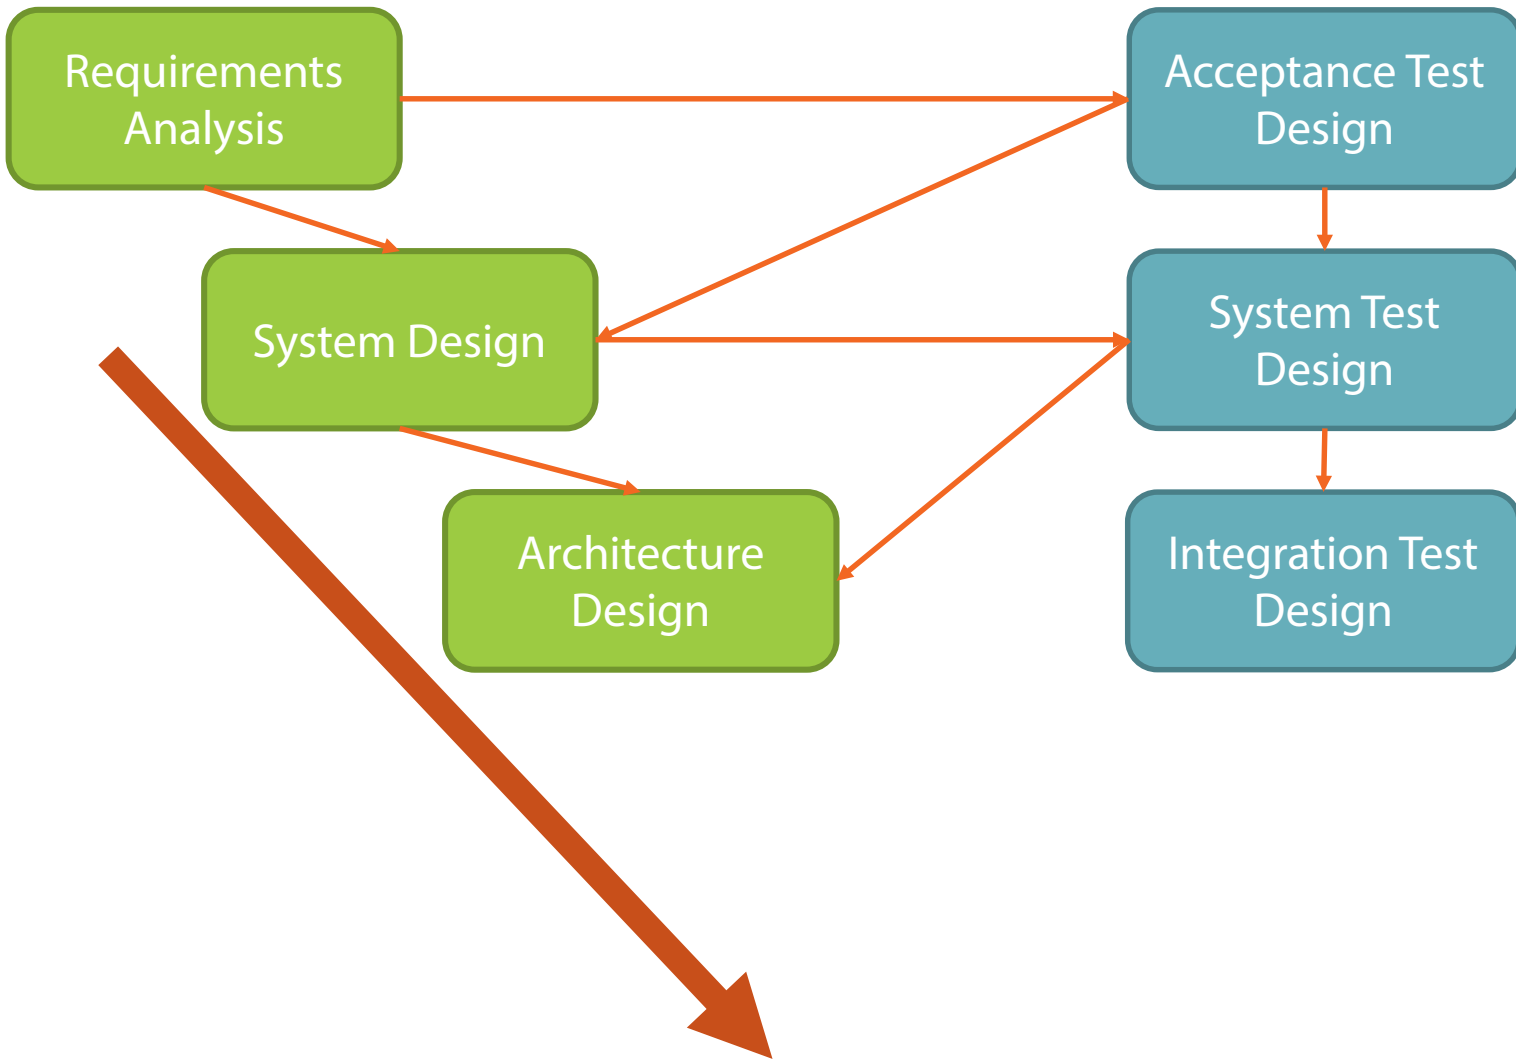 Requirements
Analysis
Acceptance Test
Design
System Design
System Test
Design
Architecture
Design
Integration Test
Design